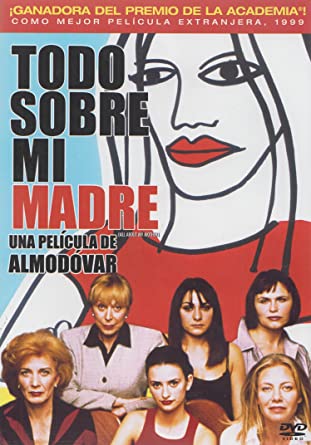 ¡GANADORA DEL PREMIO DE LA ACADEMIA®!
COMO MEJOR PELÍCULA EXTRANJERA, 1999
TODO
SOBRE
MI
MADRE
(ALL ABOUT MY MOTHER)
UNA PELÍCULA DE
ALMODÓVAR
DVD
VIDEO